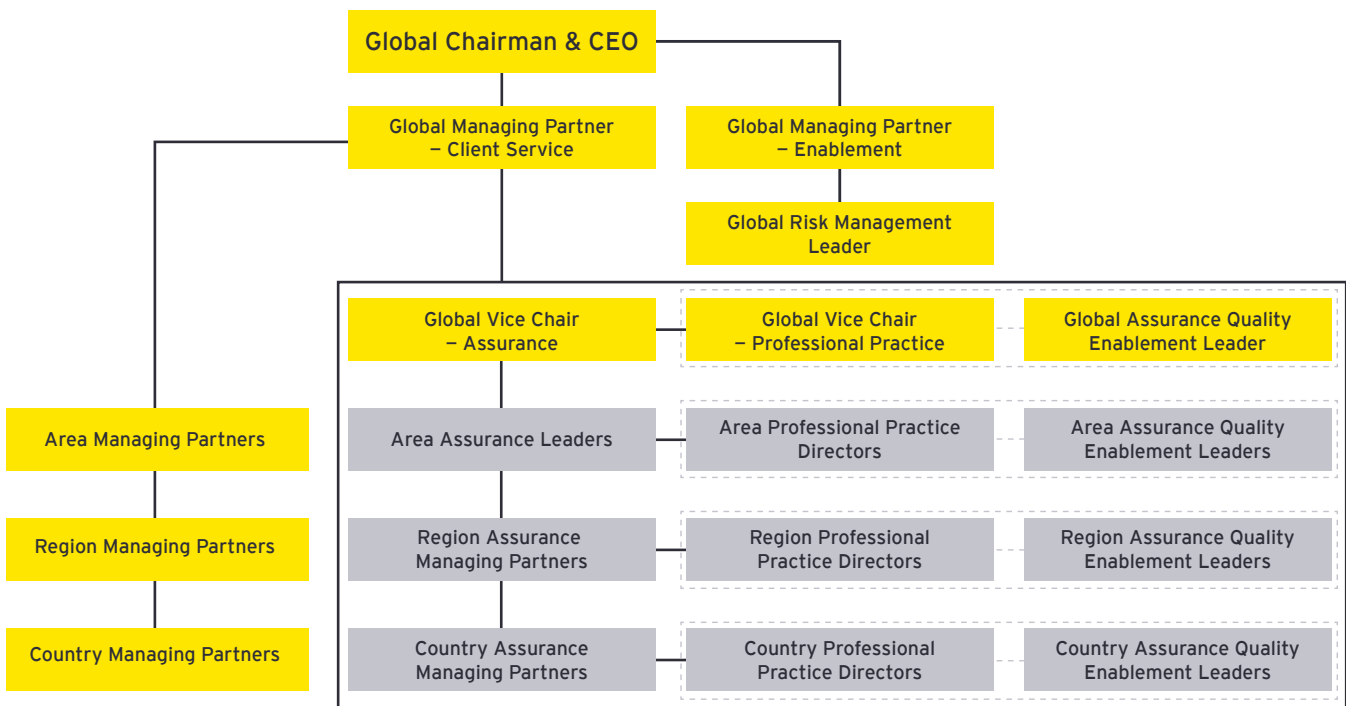 Global Chairman & CEO
Global Managing Partner
– Client Service
Global Managing Partner
– Enablement
Global Risk Management
Leader
Global Vice Chair
– Assurance
Global Vice Chair
– Professional Practice
Global Assurance Quality
Enablement Leader
Area Managing Partners
Area Assurance Leaders
Area Professional Practice
Directors
Area Assurance Quality
Enablement Leaders
Region Managing Partners
Region Assurance
Managing Partners
Region Professional
Practice Directors
Region Assurance Quality
Enablement Leaders
Country Managing Partners
Country Assurance
Managing Partners
Country Professional
Practice Directors
Country Assurance Quality
Enablement Leaders